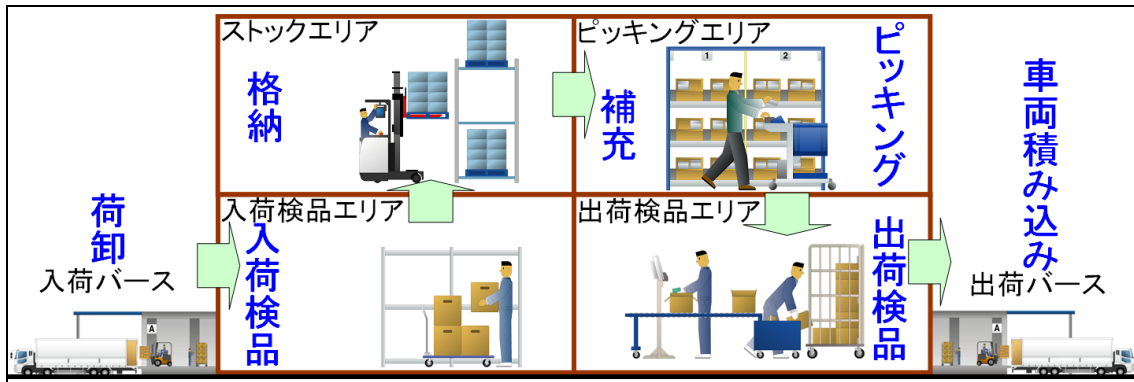 荷卸
入荷バース
A
入荷検品エリア
入荷検品
ストックエリア
格納
補充
ピッキングエリア
1 2
ピッキング
出荷検品エリア
出荷検品
車両積み込み
出荷バース
A